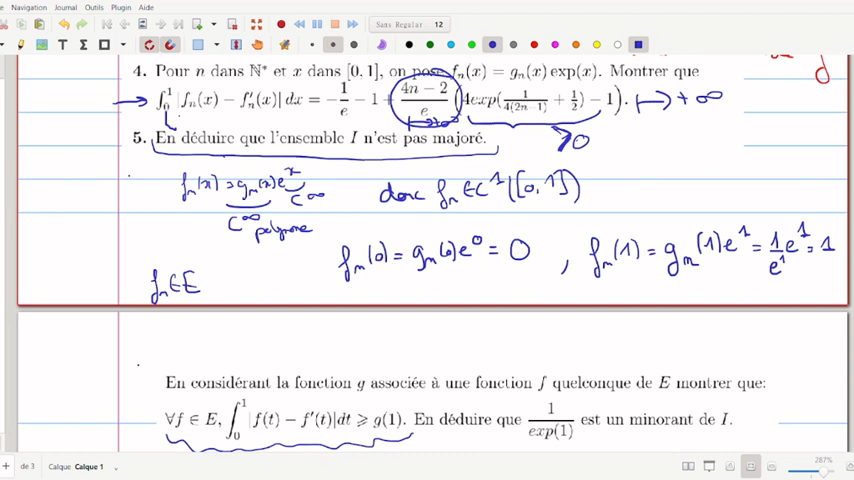 Navigation Journal Outils Plugin Aide
Sans Regular 12
4. Pour n dans ℕ* et x dans [0, 1], on pose f_n(x) = g_n(x) exp(x). Montrer que
∫_0^1 |f_n(x) − f'_n(x)| dx = −1/e − 1 + (4n − 2)/e (4exp(1/(4(2n−1)) + 1/2) − 1). ↦ +∞
↦ +∞
>0
5. En déduire que l'ensemble I n'est pas majoré.
f_n(x) = g_n(x) e^x donc f_n ∈ C^1([0, 1])
C^∞ C^∞
polynome
f_n(0) = g_n(0) e^0 = 0 , f_n(1) = g_n(1) e^1 = 1/e^1 e^1 = 1
f_n ∈ E
En considérant la fonction g associée à une fonction f quelconque de E montrer que:
∀f ∈ E, ∫_0^1 |f(t) − f'(t)|dt ⩾ g(1). En déduire que 1/exp(1) est un minorant de I.
de 3 Calque Calque 1 287%